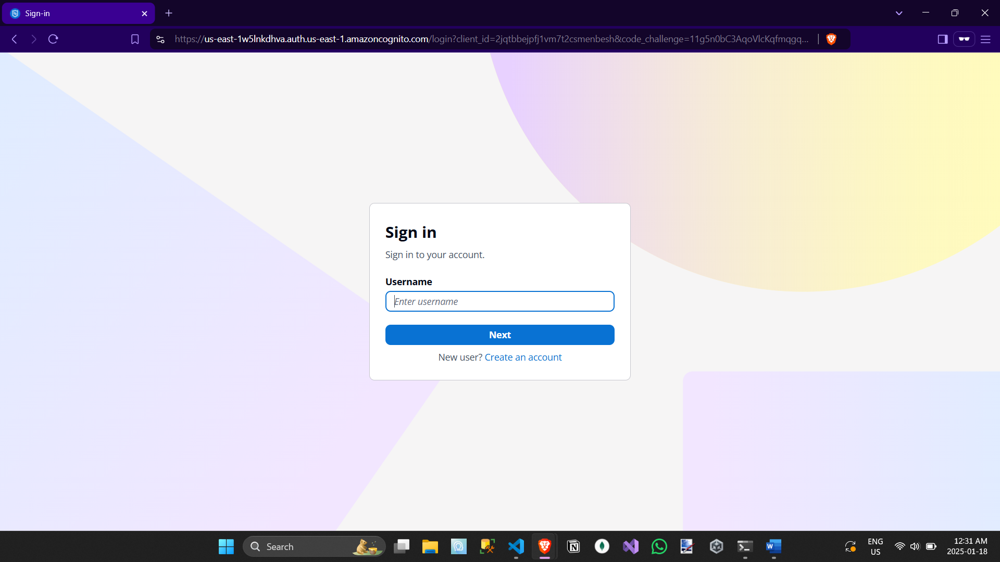 Sign-in
https://us-east-1w5lnkdhva.auth.us-east-1.amazoncognito.com/login?client_id=2jqtbbejpfj1vm7t2csmenbesh&code_challenge=11g5n0bC3AqoVlcKqfmqgq...
Sign in
Sign in to your account.
Username
Enter username
Next
New user? Create an account
Search
ENG
US
12:31 AM
2025-01-18